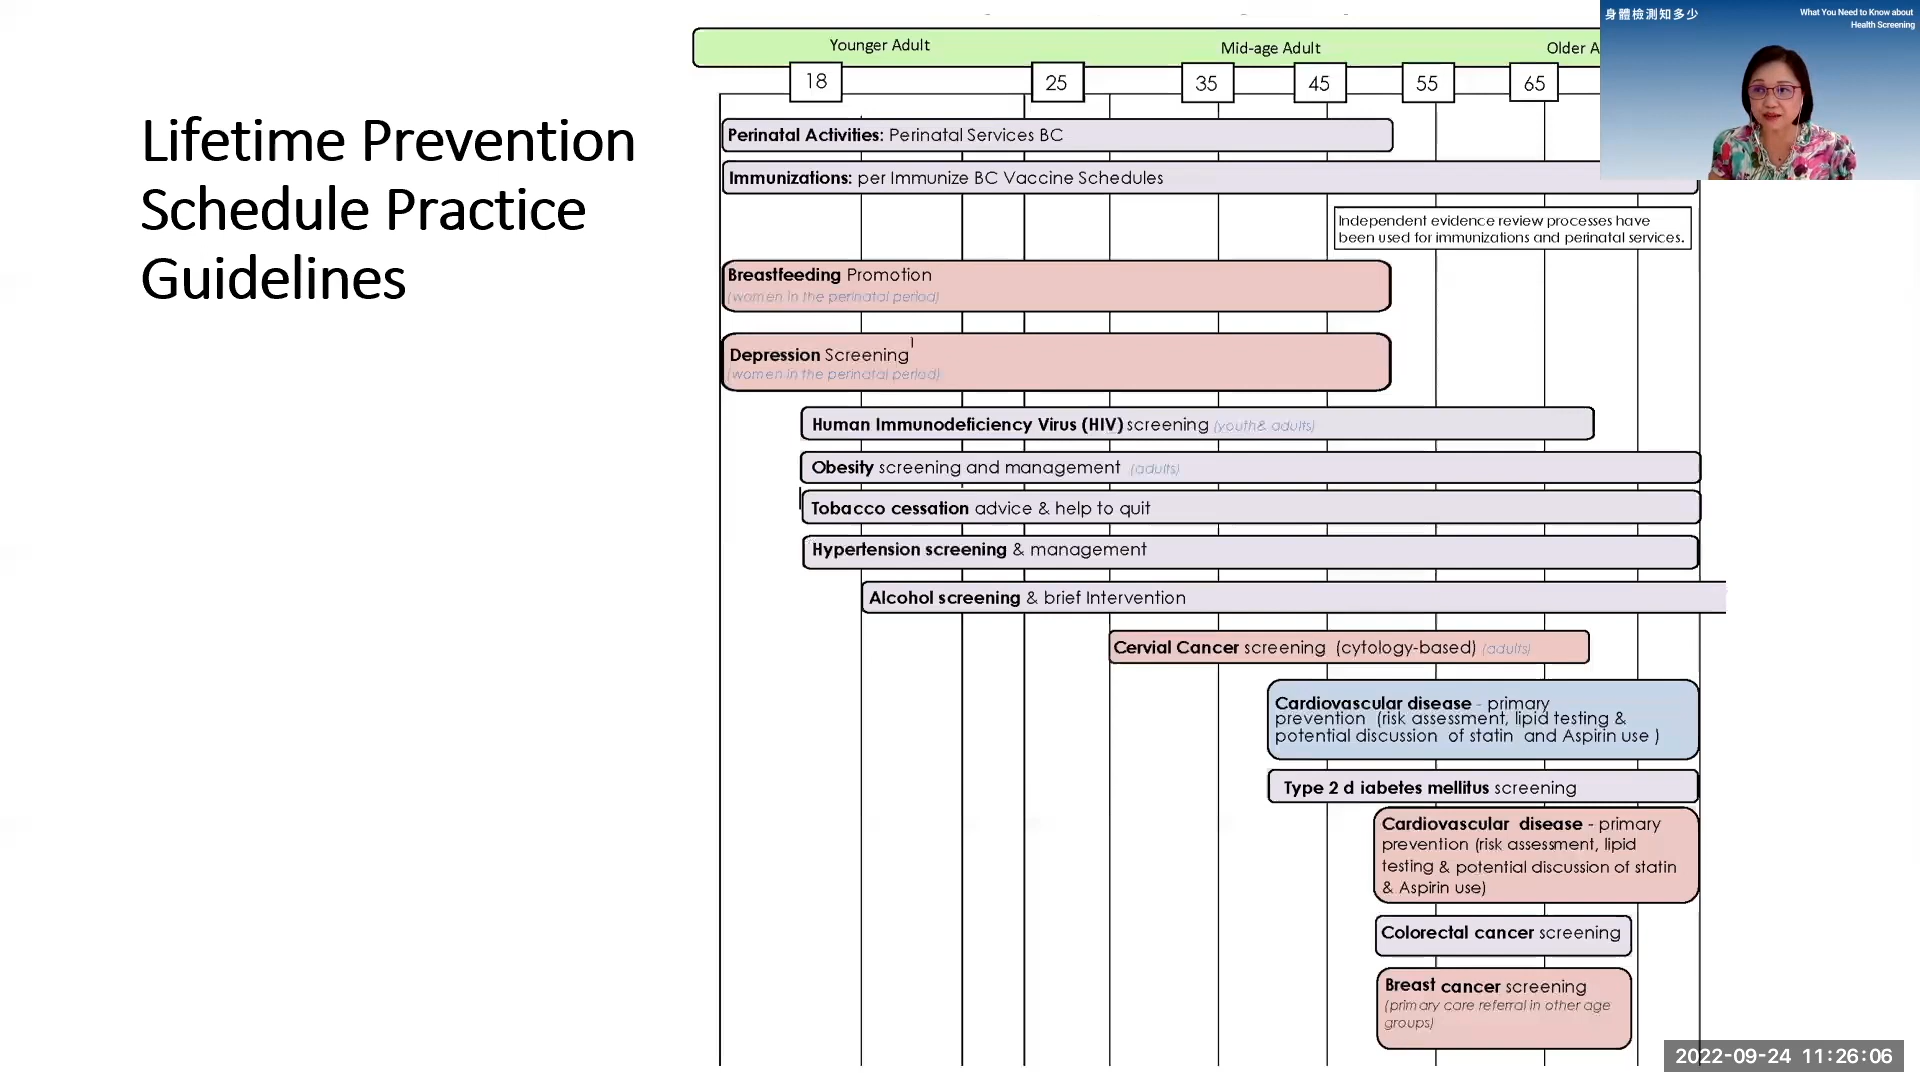 Lifetime Prevention
Schedule Practice
Guidelines
Younger Adult
Mid-age Adult
Older A
18
25
35
45
55
65
Perinatal Activities: Perinatal Services BC
Immunizations: per Immunize BC Vaccine Schedules
Independent evidence review processes have
been used for immunizations and perinatal services.
Breastfeeding Promotion
(women in the perinatal period)
Depression Screening¹
(women in the perinatal period)
Human Immunodeficiency Virus (HIV) screening (youth& adults)
Obesity screening and management (adults)
Tobacco cessation advice & help to quit
Hypertension screening & management
Alcohol screening & brief Intervention
Cervial Cancer screening (cytology-based) (adults)
Cardiovascular disease - primary
prevention (risk assessment, lipid testing &
potential discussion of statin and Aspirin use )
Type 2 d iabetes mellitus screening
Cardiovascular disease - primary
prevention (risk assessment, lipid
testing & potential discussion of statin
& Aspirin use)
Colorectal cancer screening
Breast cancer screening
(primary care referral in other age
groups)
身體檢測知多少
What You Need to Know about
Health Screening
2022-09-24 11:26:06